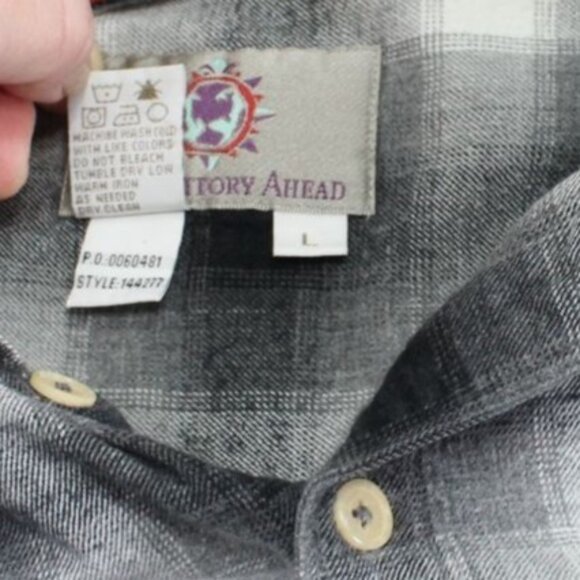 MACHINE WASH COLD
WITH LIKE COLORS
DO NOT BLEACH
TUMBLE DRY LOW
WARM IRON
AS NEEDED
DRY CLEAN
ITORY AHEAD
L
P.O.:0060481
STYLE:144277